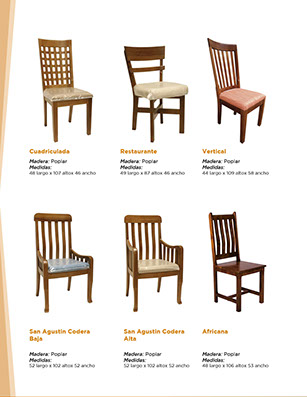 Cuadriculada
Madera: Poplar
Medidas:
48 largo x 107 altox 46 ancho
Restaurante
Madera: Poplar
Medidas:
49 largo x 87 altox 46 ancho
Vertical
Madera: Poplar
Medidas:
44 largo x 109 altox 58 ancho
San Agustín Codera
Baja
Madera: Poplar
Medidas:
52 largo x 102 altox 52 ancho
San Agustín Codera
Alta
Madera: Poplar
Medidas:
52 largo x 102 altox 52 ancho
Africana
Madera: Poplar
Medidas:
48 largo x 106 altox 53 ancho